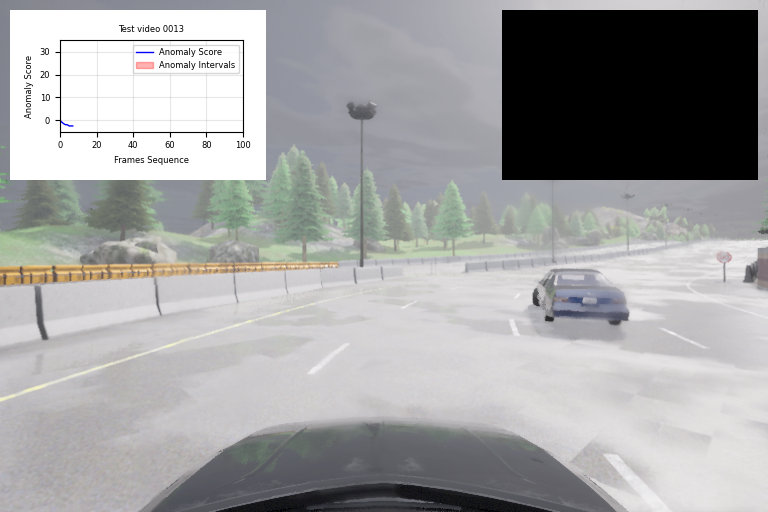 Test video 0013
Anomaly Score
30
20
10
0
Anomaly Score
Anomaly Intervals
0 20 40 60 80 100
Frames Sequence